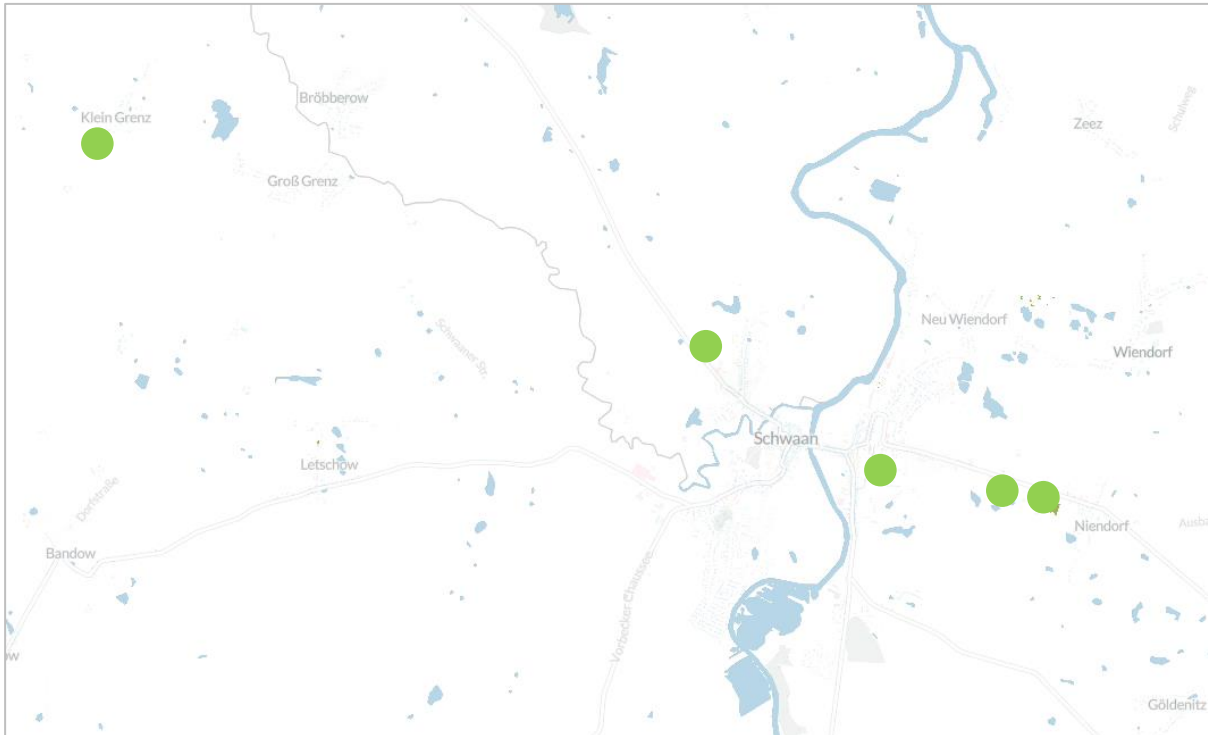 Bröbberow
Klein Grenz
Zeez
Schulweg
Groß Grenz
Neu Wiendorf
Schwaaner Str.
Wiendorf
Schwaan
Letschow
Dorfstraße
Niendorf
Bandow
Vorbecker Chaussee
Göldenitz